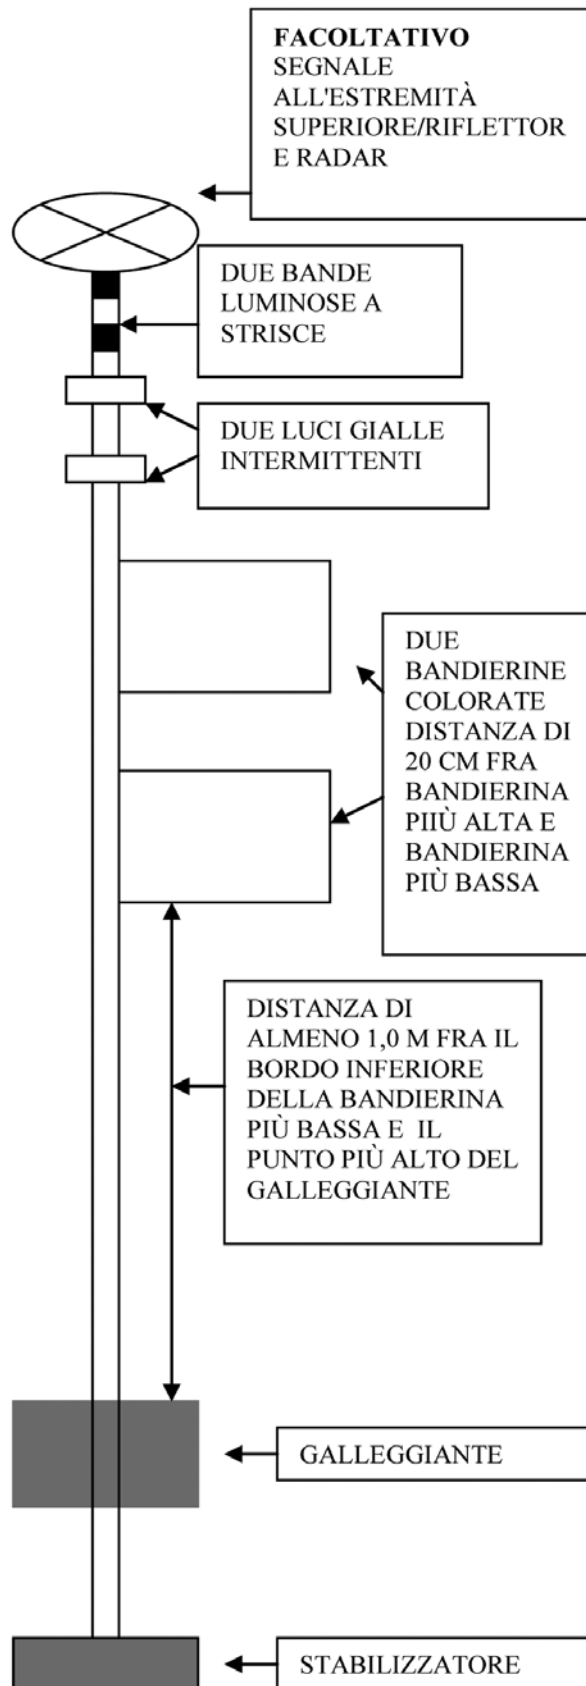 FACOLTATIVO
SEGNALE
ALL'ESTREMITÀ
SUPERIORE/RIFLETTOR
E RADAR
DUE BANDE
LUMINOSE A
STRISCE
DUE LUCI GIALLE
INTERMITTENTI
DUE
BANDIERINE
COLORATE
DISTANZA DI
20 CM FRA
BANDIERINA
PIIÙ ALTA E
BANDIERINA
PIÙ BASSA
DISTANZA DI
ALMENO 1,0 M FRA IL
BORDO INFERIORE
DELLA BANDIERINA
PIÙ BASSA E IL
PUNTO PIÙ ALTO DEL
GALLEGGIANTE
GALLEGGIANTE
STABILIZZATORE